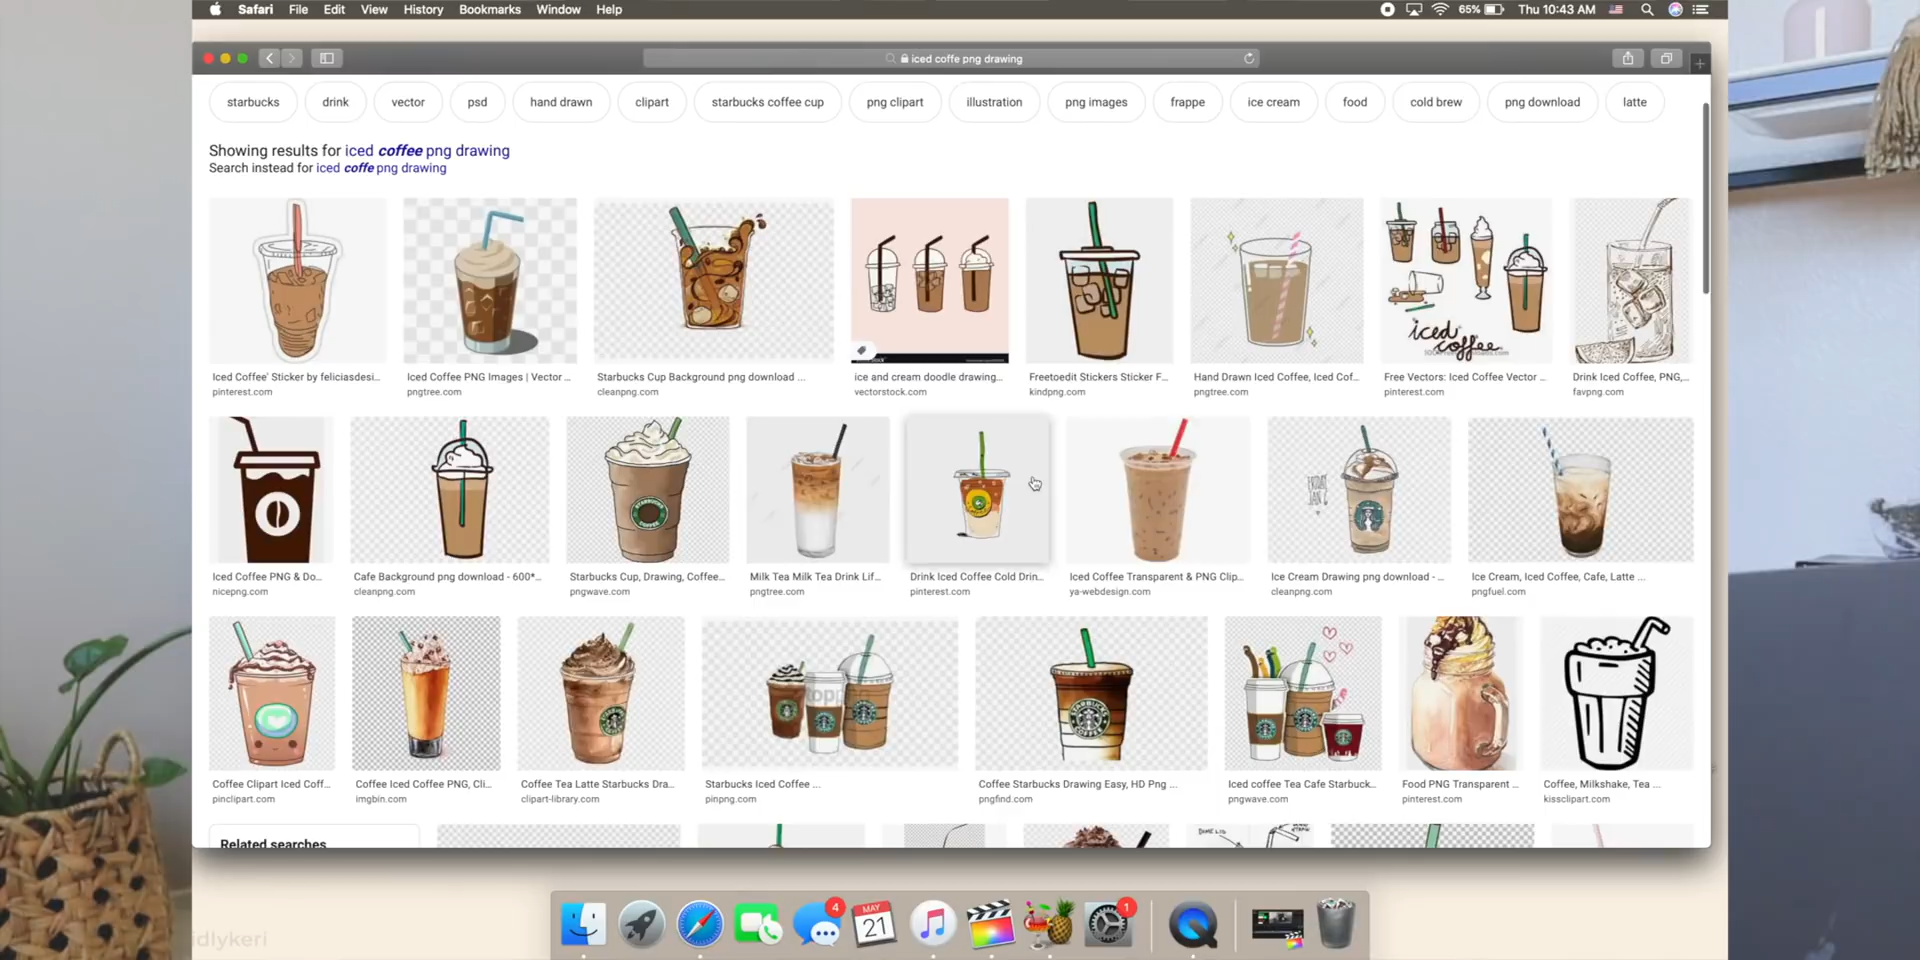 Safari File Edit View History Bookmarks Window Help 65% Thu 10:43 AM
iced coffe png drawing
starbucks drink vector psd hand drawn clipart starbucks coffee cup png clipart illustration png images frappe ice cream food cold brew png download latte
Showing results for iced coffee png drawing
Search instead for iced coffe png drawing
iced
coffee
Iced Coffee' Sticker by feliciasdesi... Iced Coffee PNG Images | Vector ... Starbucks Cup Background png download ... ice and cream doodle drawing... Freetoedit Stickers Sticker F... Hand Drawn Iced Coffee, Iced Cof... Free Vectors: Iced Coffee Vector ... Drink Iced Coffee, PNG,...
pinterest.com pngtree.com cleanpng.com vectorstock.com kindpng.com pngtree.com pinterest.com favpng.com
FRIDAY
JAN
Iced Coffee PNG & Do... Cafe Background png download - 600*... Starbucks Cup, Drawing, Coffee... Milk Tea Milk Tea Drink Lif... Drink Iced Coffee Cold Drin... Iced Coffee Transparent & PNG Clip... Ice Cream Drawing png download - ... Ice Cream, Iced Coffee, Cafe, Latte ...
nicepng.com cleanpng.com pngwave.com pngtree.com pinterest.com ya-webdesign.com cleanpng.com pngfuel.com
STARBUCKS
COFFEE
Coffee Clipart Iced Coff... Coffee Iced Coffee PNG, Cli... Coffee Tea Latte Starbucks Dra... Starbucks Iced Coffee ... Coffee Starbucks Drawing Easy, HD Png ... Iced coffee Tea Cafe Starbuck... Food PNG Transparent ... Coffee, Milkshake, Tea ...
pinclipart.com imgbin.com clipart-library.com pinpng.com pngfind.com pngwave.com pinterest.com kissclipart.com
Related searches
DOME LID
4 MAY 21 1
dlykeri